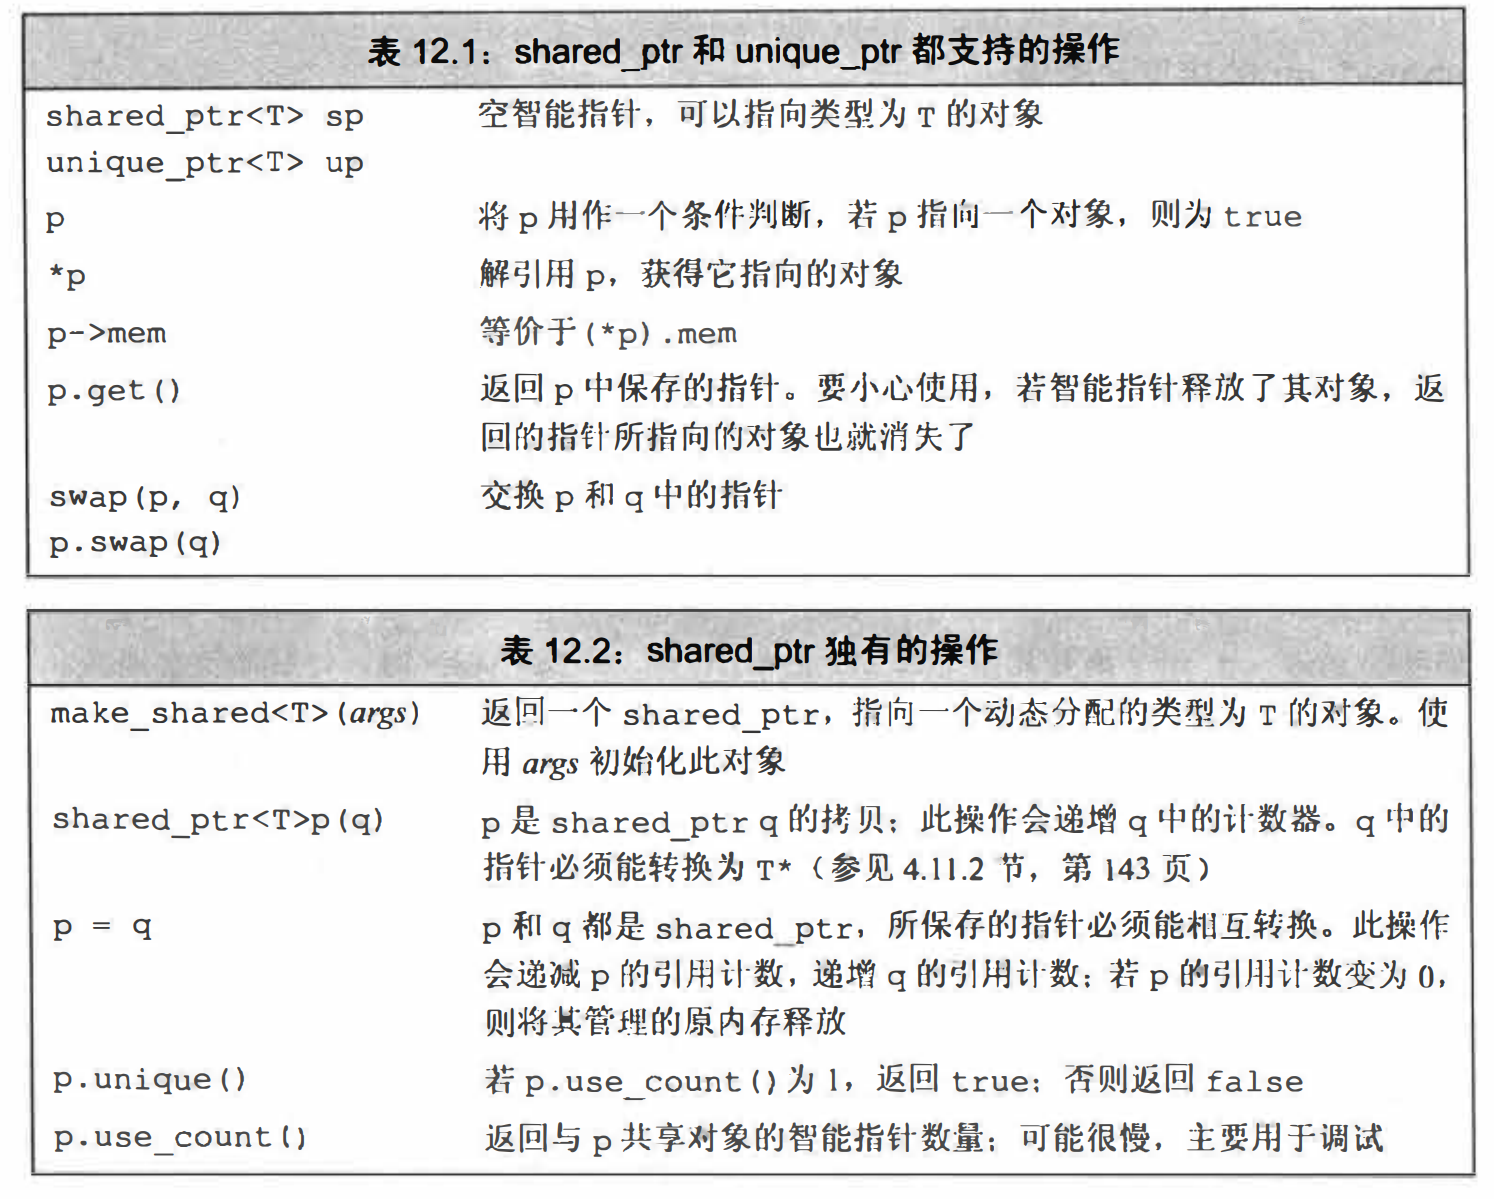 表 12.1：shared_ptr 和 unique_ptr 都支持的操作
shared_ptr<T> sp 空智能指针，可以指向类型为 T 的对象
unique_ptr<T> up
p 将 p 用作一个条件判断，若 p 指向一个对象，则为 true
*p 解引用 p，获得它指向的对象
p->mem 等价于(*p).mem
p.get() 返回 p 中保存的指针。要小心使用，若智能指针释放了其对象，返
回的指针所指向的对象也就消失了
swap(p, q) 交换 p 和 q 中的指针
p.swap(q)
表 12.2：shared_ptr 独有的操作
make_shared<T>(args) 返回一个 shared_ptr，指向一个动态分配的类型为 T 的对象。使
用 args 初始化此对象
shared_ptr<T>p(q) p 是 shared_ptr q 的拷贝；此操作会递增 q 中的计数器。q 中的
指针必须能转换为 T*（参见 4.11.2 节，第 143 页）
p = q p 和 q 都是 shared_ptr，所保存的指针必须能相互转换。此操作
会递减 p 的引用计数，递增 q 的引用计数；若 p 的引用计数变为 0，
则将其管理的原内存释放
p.unique() 若 p.use_count()为 1，返回 true；否则返回 false
p.use_count() 返回与 p 共享对象的智能指针数量；可能很慢，主要用于调试